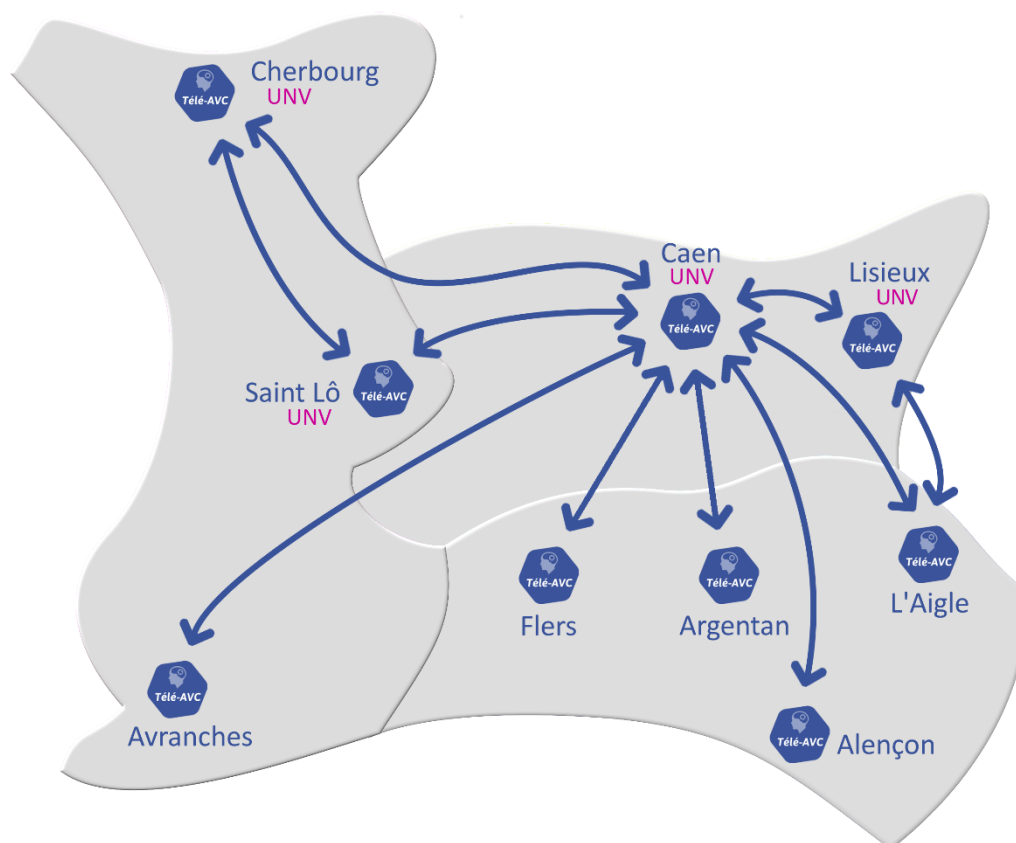 Cherbourg
UNV
Télé-AVC
Caen
UNV
Télé-AVC
Lisieux
UNV
Télé-AVC
Saint Lô
UNV
Télé-AVC
Télé-AVC
Flers
Télé-AVC
Argentan
Télé-AVC
L'Aigle
Télé-AVC
Avranches
Télé-AVC
Alençon